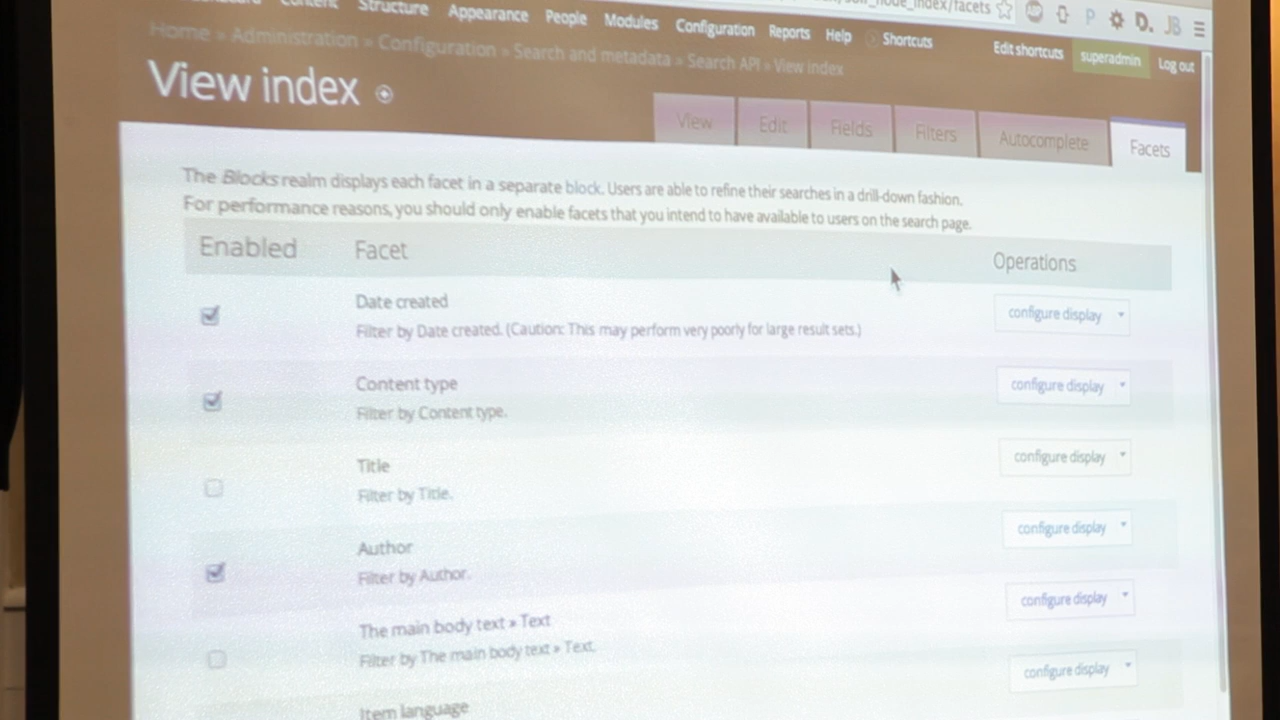 node_index/facets
Content Structure Appearance People Modules Configuration Reports Help Shortcuts Edit shortcuts superadmin Log out
Home » Administration » Configuration » Search and metadata » Search API » View index
View index
View Edit Fields Filters Autocomplete Facets
The Blocks realm displays each facet in a separate block. Users are able to refine their searches in a drill-down fashion.
For performance reasons, you should only enable facets that you intend to have available to users on the search page.
Enabled Facet Operations
Date created
Filter by Date created. (Caution: This may perform very poorly for large result sets.)
configure display
Content type
Filter by Content type.
configure display
Title
Filter by Title.
configure display
Author
Filter by Author.
configure display
The main body text » Text
Filter by The main body text » Text.
configure display
Item language
configure display